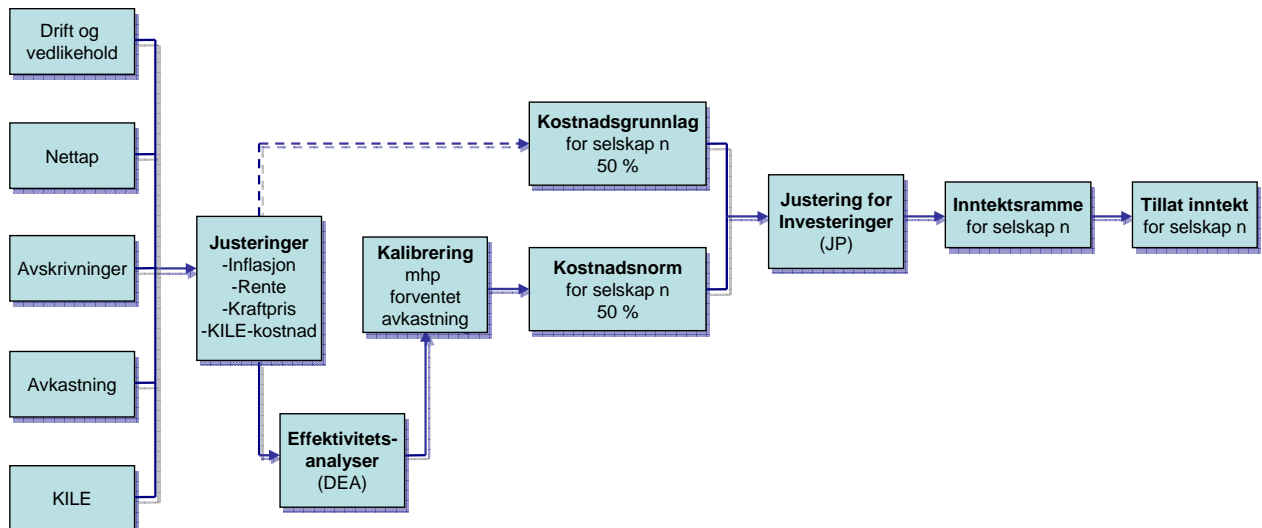 Drift og
vedlikehold
Nettap
Avskrivninger
Avkastning
KILE
Justeringer
-Inflasjon
-Rente
-Kraftpris
-KILE-kostnad
Effektivitets-
analyser
(DEA)
Kalibrering
mhp
forventet
avkastning
Kostnadsgrunnlag
for selskap n
50 %
Kostnadsnorm
for selskap n
50 %
Justering for
Investeringer
(JP)
Inntektsramme
for selskap n
Tillat inntekt
for selskap n